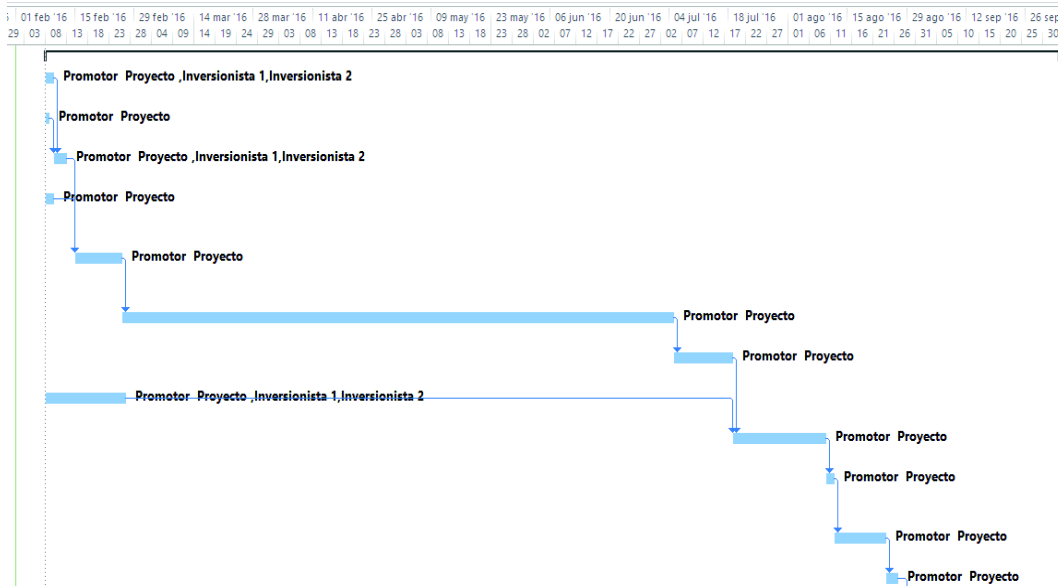 5 01 feb '16 15 feb '16 29 feb '16 14 mar '16 28 mar '16 11 abr '16 25 abr '16 09 may '16 23 may '16 06 jun '16 20 jun '16 04 jul '16 18 jul '16 01 ago '16 15 ago '16 29 ago '16 12 sep '16 26 sep
29 03 08 13 18 23 28 04 09 14 19 24 29 03 08 13 18 23 28 03 08 13 18 23 28 02 07 12 17 22 27 02 07 12 17 22 27 01 06 11 16 21 26 31 05 10 15 20 25 30
Promotor Proyecto ,Inversionista 1,Inversionista 2
Promotor Proyecto
Promotor Proyecto ,Inversionista 1,Inversionista 2
Promotor Proyecto
Promotor Proyecto
Promotor Proyecto
Promotor Proyecto
Promotor Proyecto ,Inversionista 1,Inversionista 2
Promotor Proyecto
Promotor Proyecto
Promotor Proyecto
Promotor Proyecto